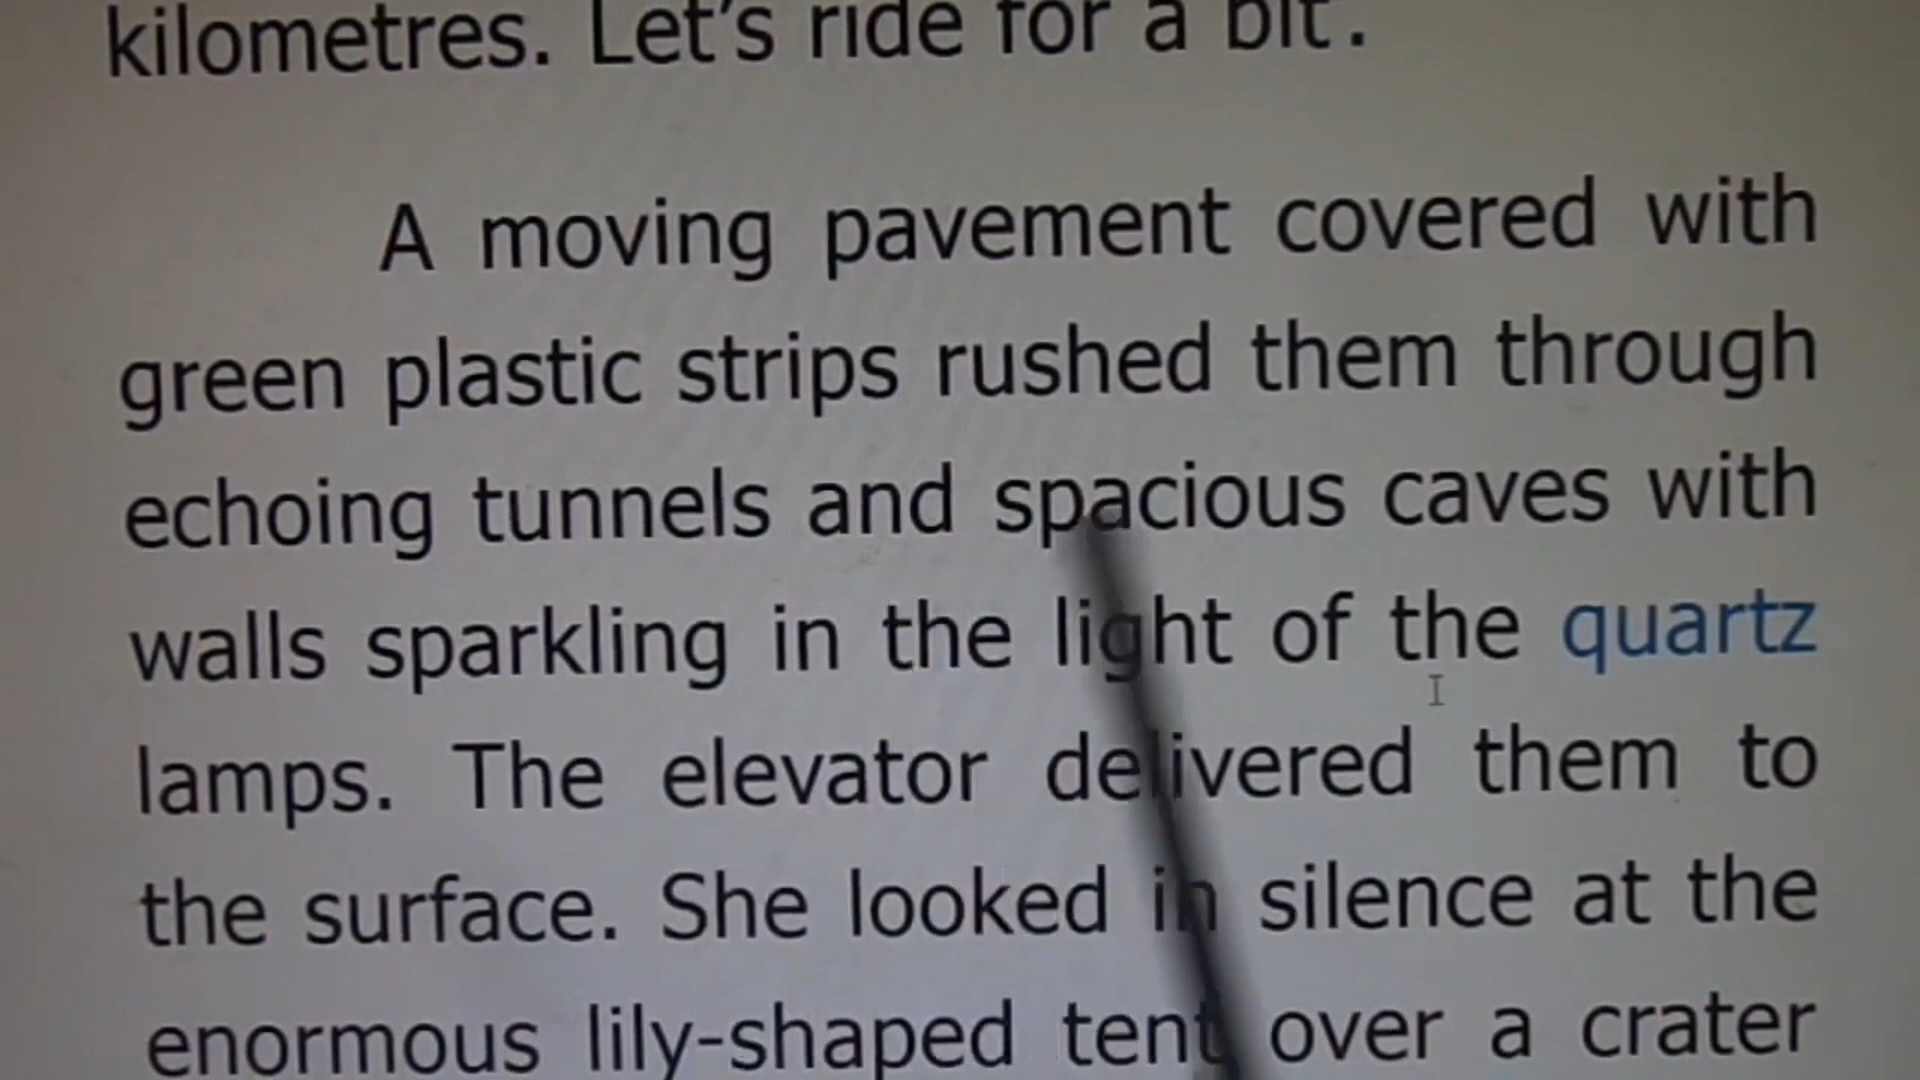 kilometres. Let's ride for a bit'.
A moving pavement covered with
green plastic strips rushed them through
echoing tunnels and spacious caves with
walls sparkling in the light of the quartz
lamps. The elevator delivered them to
the surface. She looked in silence at the
enormous lily-shaped tent over a crater